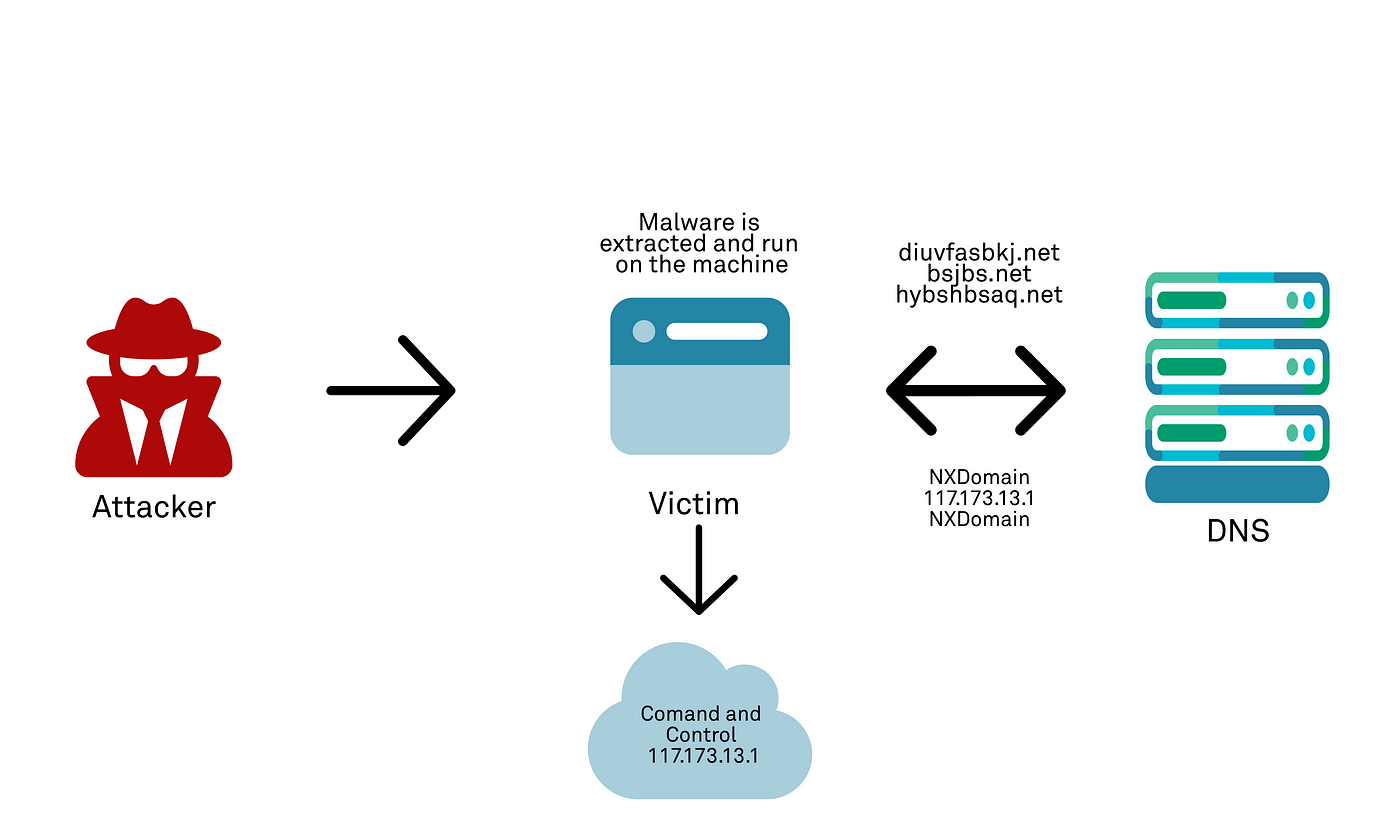 Malware is
extracted and run
on the machine
diuvfasbkj.net
bsjbs.net
hybshbsaq.net
Attacker
Victim
NXDomain
117.173.13.1
NXDomain
DNS
Comand and
Control
117.173.13.1